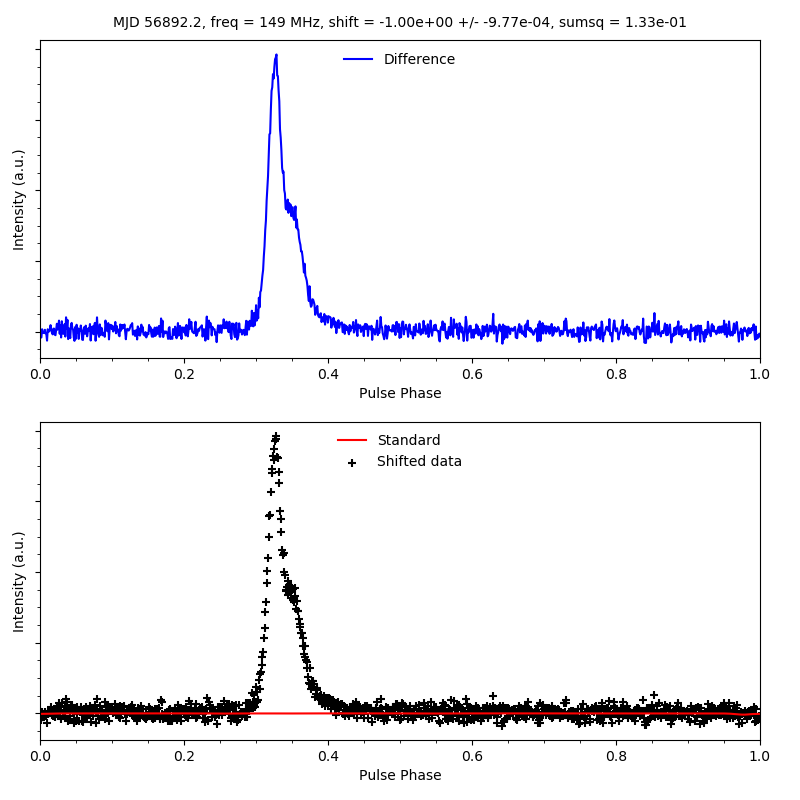 MJD 56892.2, freq = 149 MHz, shift = -1.00e+00 +/- -9.77e-04, sumsq = 1.33e-01
Difference
Intensity (a.u.)
0.0 0.2 0.4 0.6 0.8 1.0
Pulse Phase
Standard
Shifted data
Intensity (a.u.)
0.0 0.2 0.4 0.6 0.8 1.0
Pulse Phase